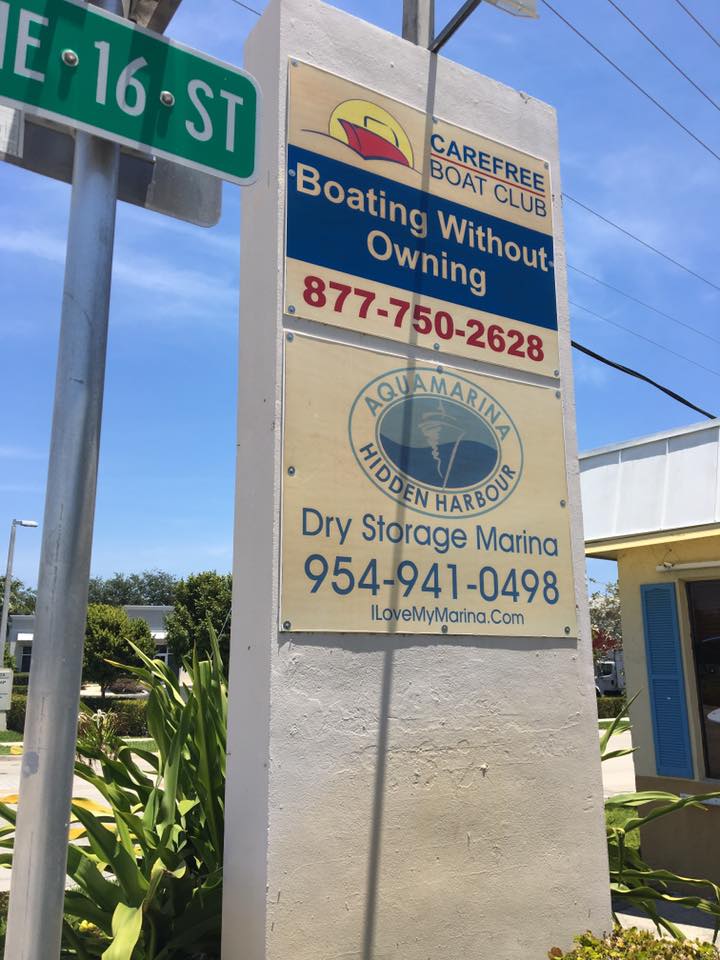 NE 16 ST
CAREFREE
BOAT CLUB
Boating Without
Owning
877-750-2628
AQUAMARINA
HIDDEN HARBOUR
Dry Storage Marina
954-941-0498
ILoveMyMarina.Com